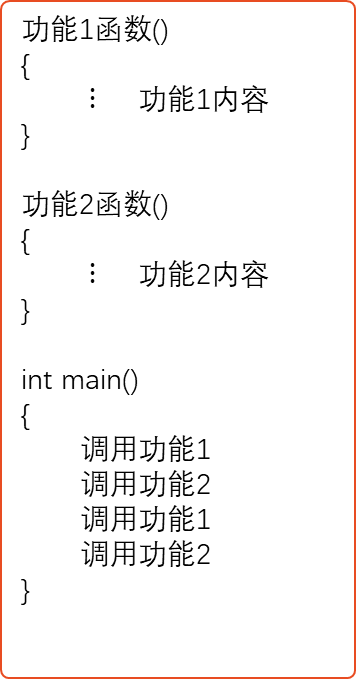 功能1函数()
{
⋮ 功能1内容
}
功能2函数()
{
⋮ 功能2内容
}
int main()
{
调用功能1
调用功能2
调用功能1
调用功能2
}